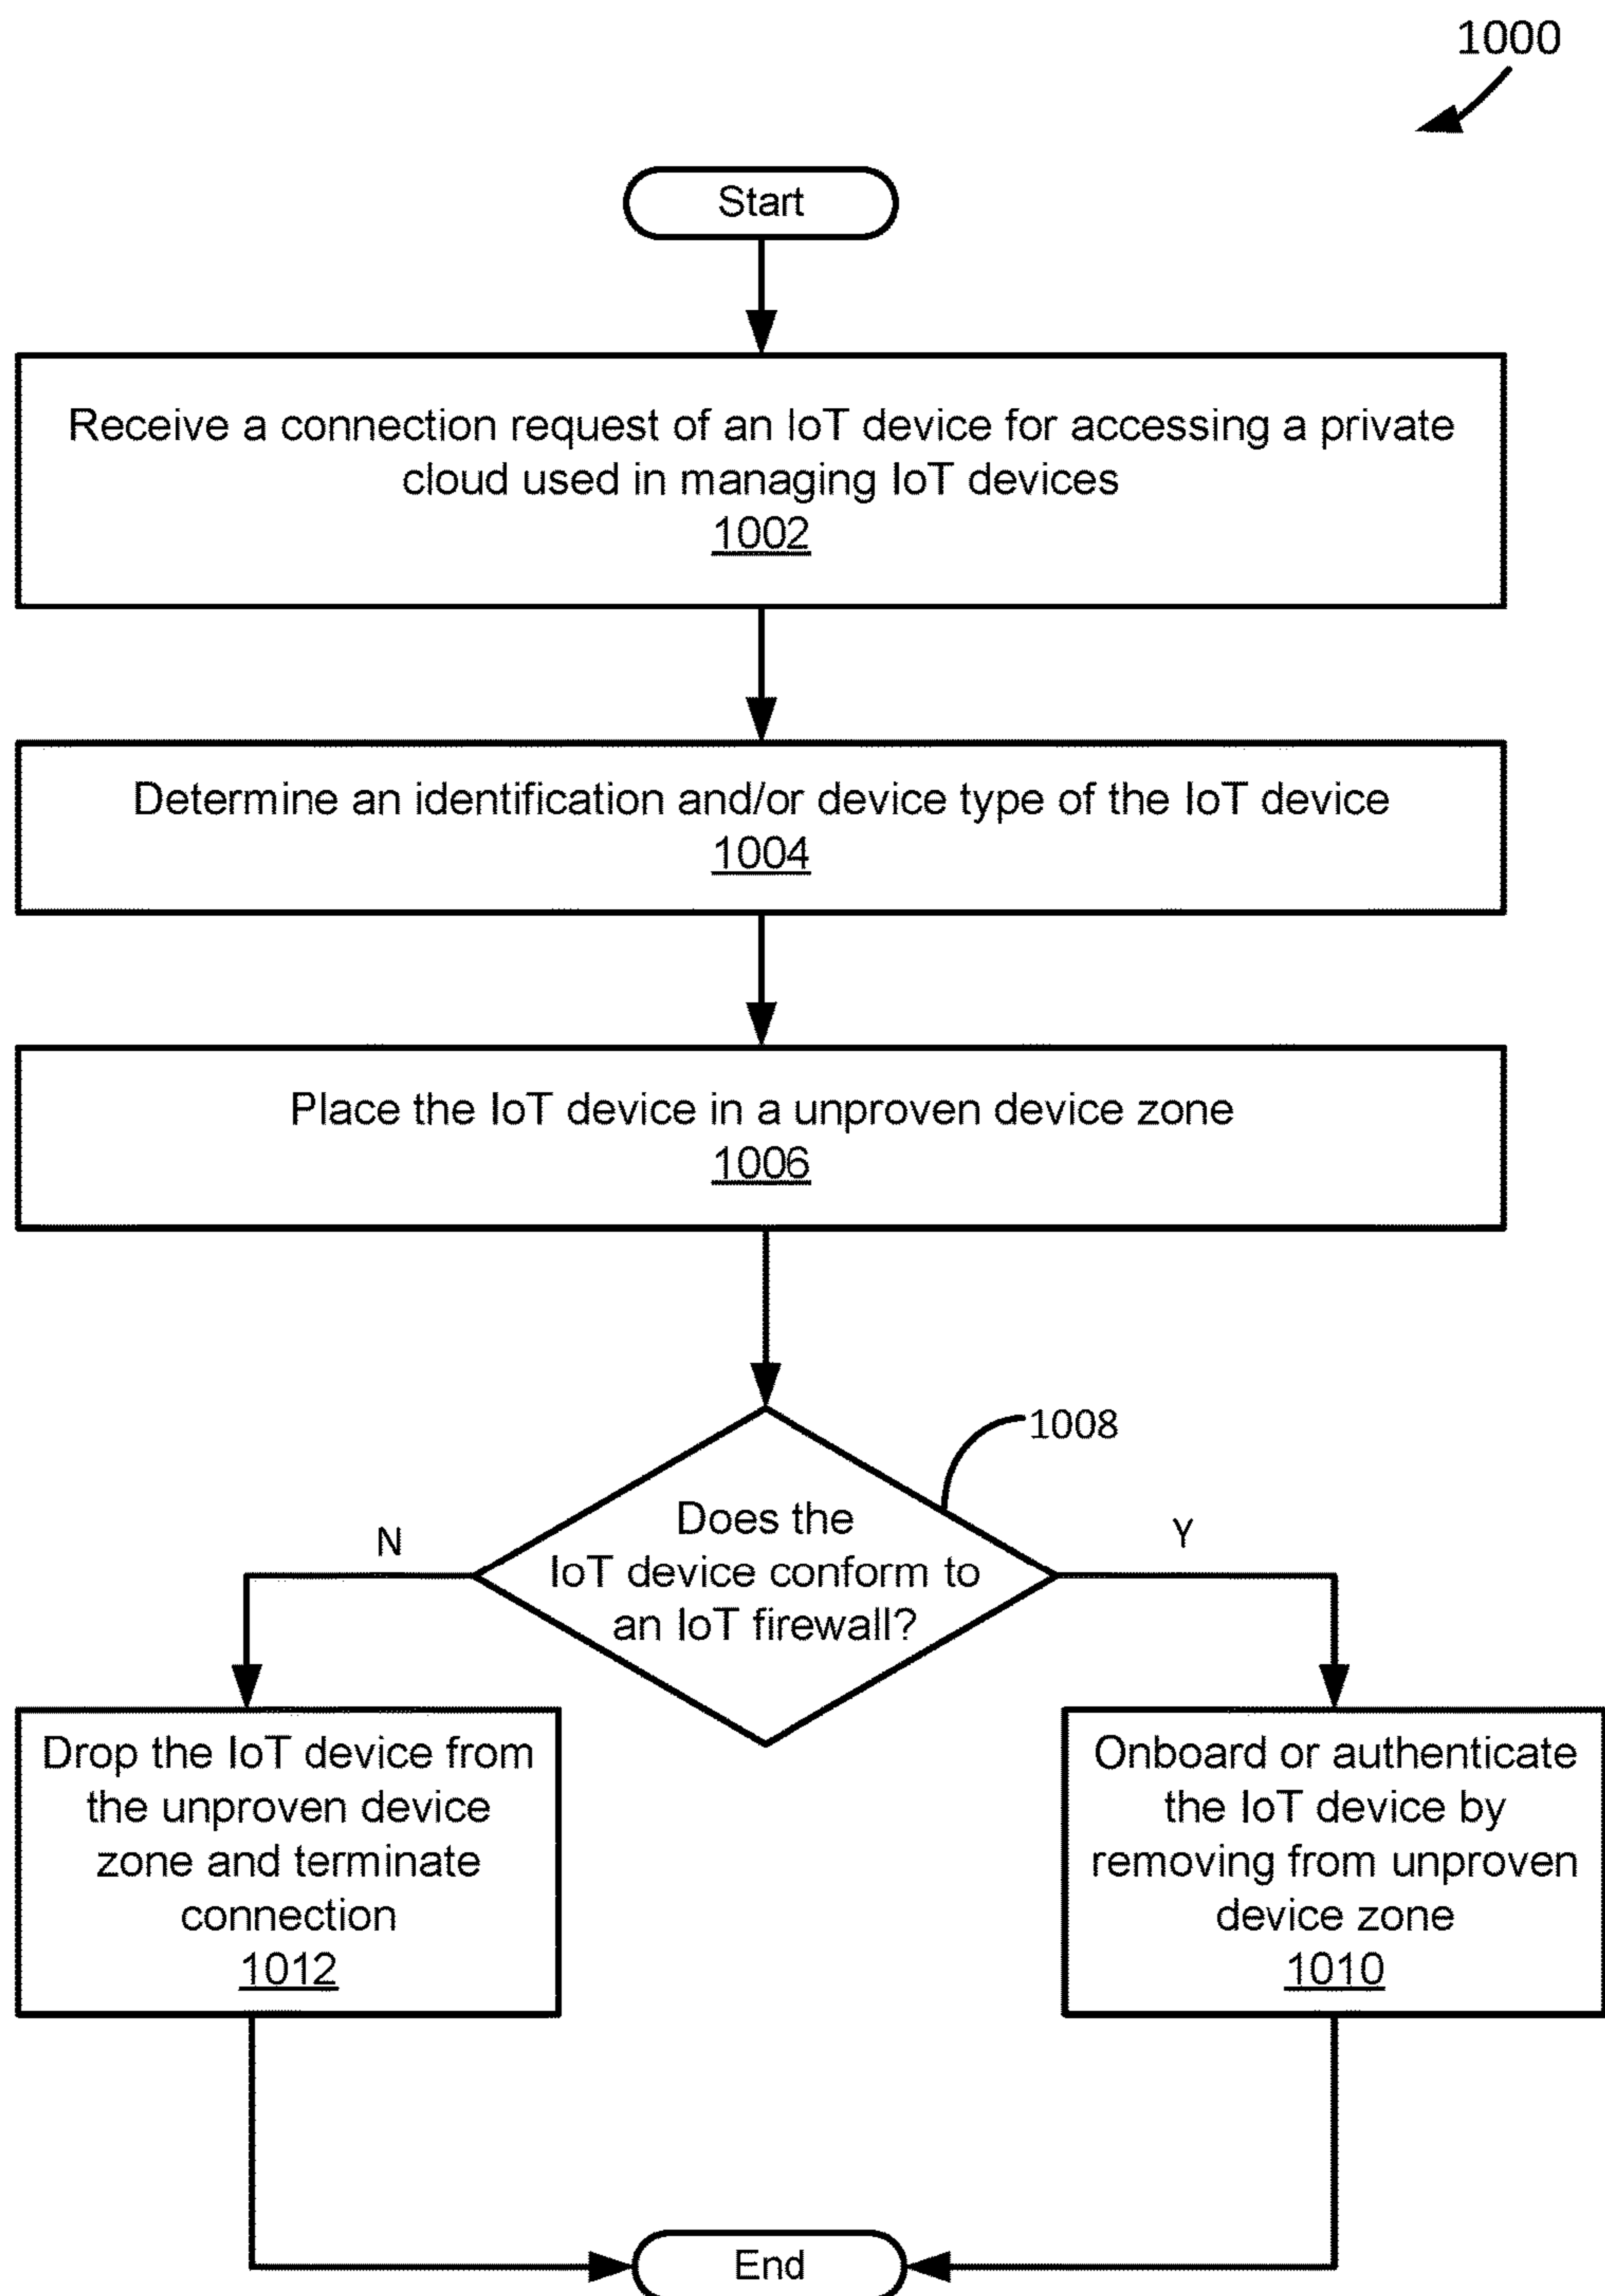 1000
Start
Receive a connection request of an IoT device for accessing a private
cloud used in managing IoT devices
1002
Determine an identification and/or device type of the IoT device
1004
Place the IoT device in a unproven device zone
1006
1008
Does the
IoT device conform to
an IoT firewall?
N
Y
Drop the IoT device from
the unproven device
zone and terminate
connection
1012
Onboard or authenticate
the IoT device by
removing from unproven
device zone
1010
End